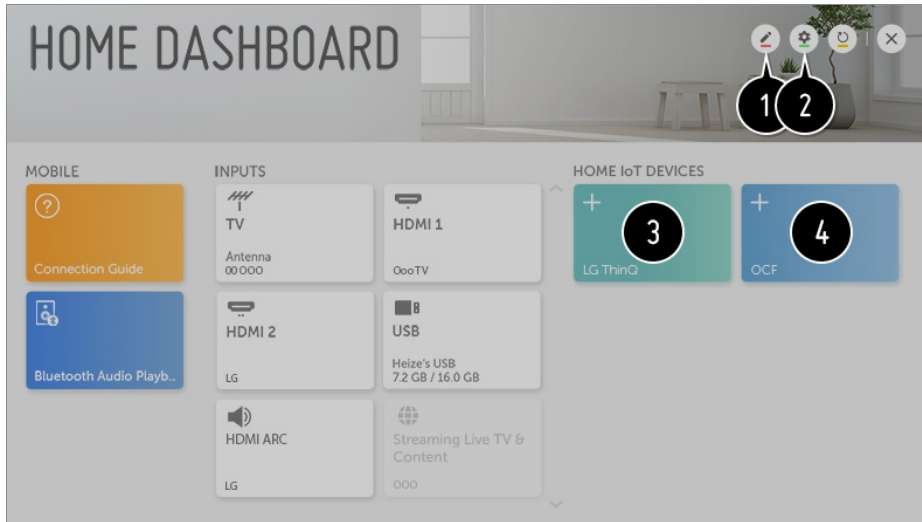 HOME DASHBOARD
1 2
MOBILE
Connection Guide
Bluetooth Audio Playb..
INPUTS
TV
Antenna
00 000
HDMI 1
OooTV
HDMI 2
LG
USB
Heize's USB
7.2 GB / 16.0 GB
HDMI ARC
LG
Streaming Live TV &
Content
000
HOME IoT DEVICES
3
LG ThinQ
4
OCF